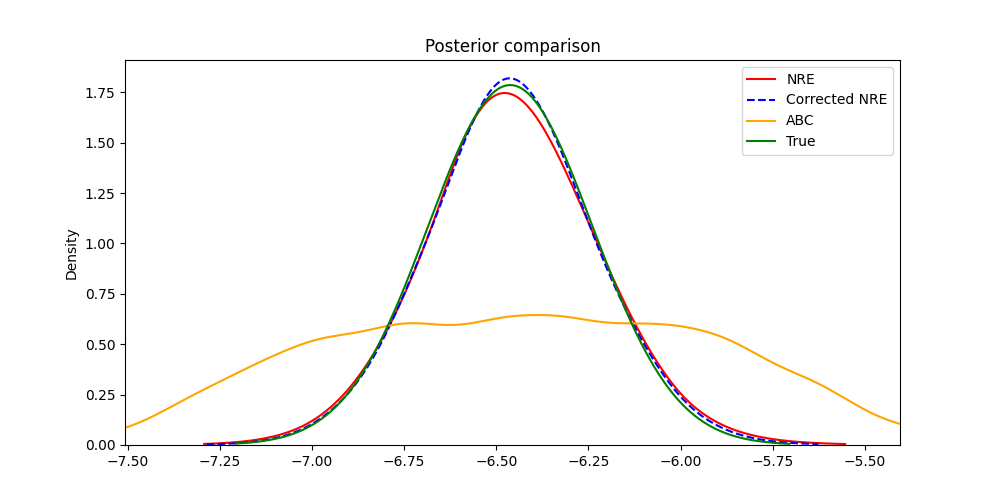 Posterior comparison
NRE
Corrected NRE
ABC
True
Density
1.75
1.50
1.25
1.00
0.75
0.50
0.25
0.00
−7.50 −7.25 −7.00 −6.75 −6.50 −6.25 −6.00 −5.75 −5.50